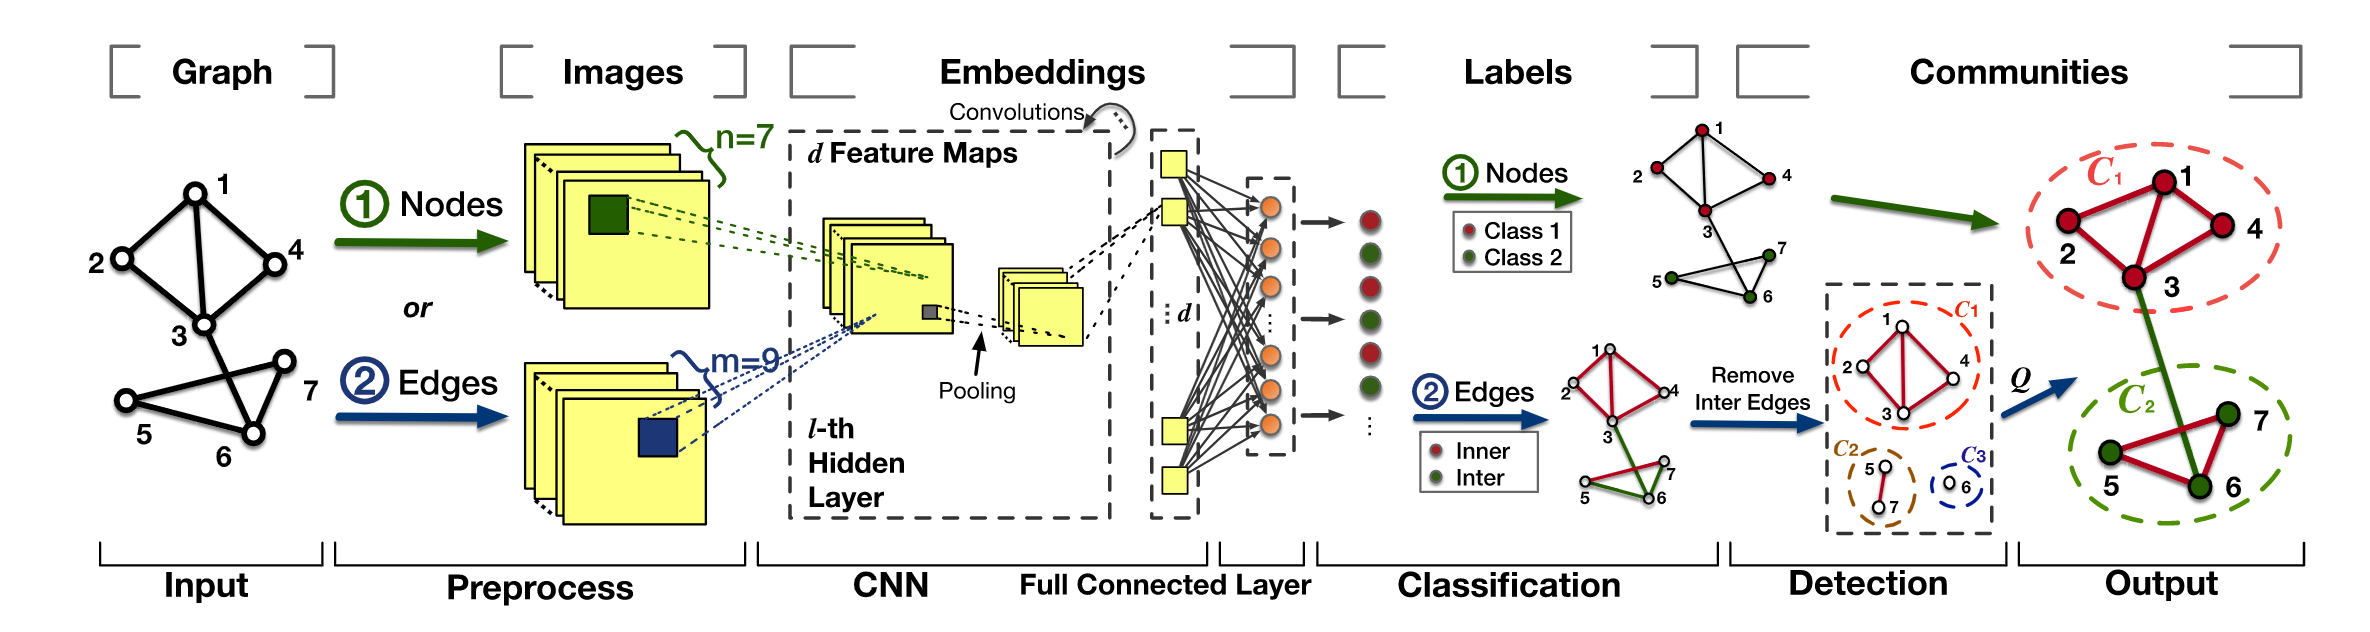 Graph
Images
Embeddings
Labels
Communities
Convolutions
n=7
d Feature Maps
1
2
3
4
5
6
7
1 Nodes
or
2 Edges
m=9
Pooling
l-th
Hidden
Layer
d
1 Nodes
Class 1
Class 2
1
2
3
4
5
6
7
2 Edges
Inner
Inter
1
2
3
4
5
6
7
Remove
Inter Edges
C1
1
2
3
4
C2
5
7
C3
6
Q
C1
1
2
3
4
C2
5
6
7
Input
Preprocess
CNN
Full Connected Layer
Classification
Detection
Output